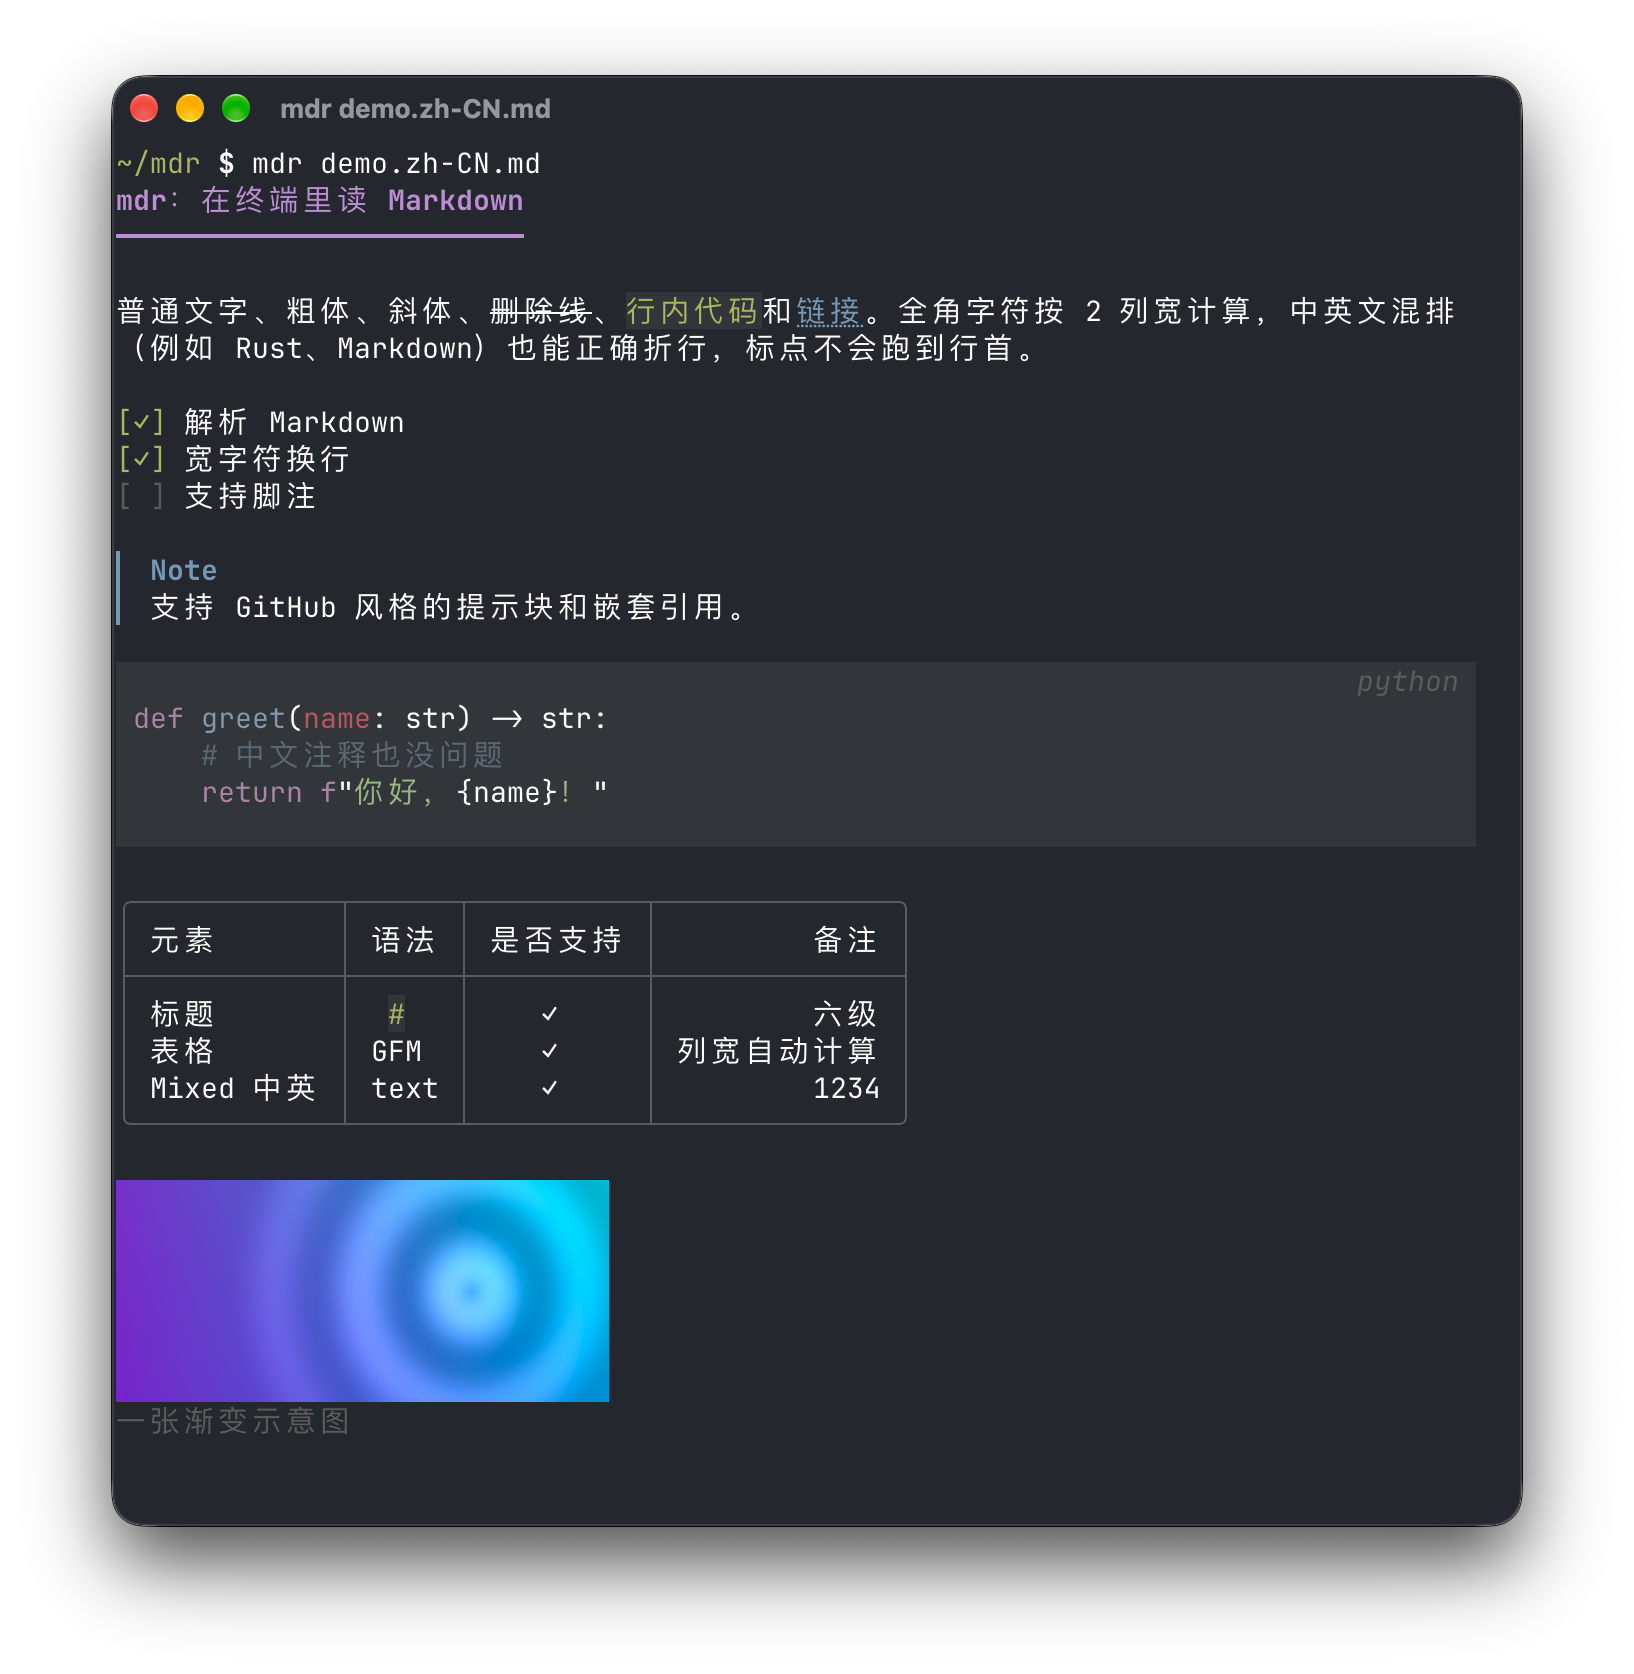 mdr demo.zh-CN.md
~/mdr $ mdr demo.zh-CN.md
mdr：在终端里读 Markdown
普通文字、粗体、斜体、删除线、行内代码和链接。全角字符按 2 列宽计算，中英文混排
（例如 Rust、Markdown）也能正确折行，标点不会跑到行首。
[✓] 解析 Markdown
[✓] 宽字符换行
[ ] 支持脚注
Note
支持 GitHub 风格的提示块和嵌套引用。
python
def greet(name: str) -> str:
    # 中文注释也没问题
    return f"你好，{name}！"
元素 语法 是否支持 备注
标题 # ✓ 六级
表格 GFM ✓ 列宽自动计算
Mixed 中英 text ✓ 1234
一张渐变示意图